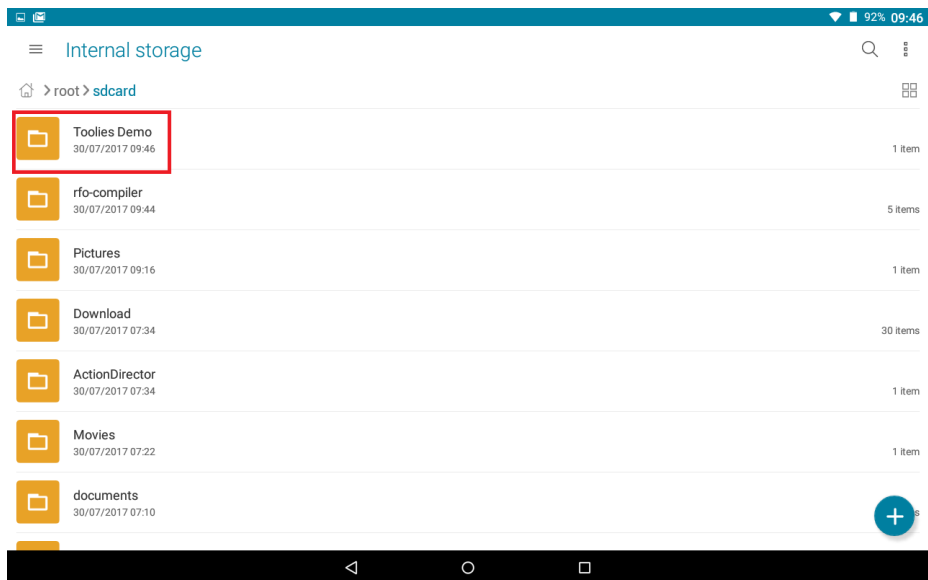 92% 09:46
Internal storage
root sdcard
Toolies Demo
30/07/2017 09:46
1 item
rfo-compiler
30/07/2017 09:44
5 items
Pictures
30/07/2017 09:16
1 item
Download
30/07/2017 07:34
30 items
ActionDirector
30/07/2017 07:34
1 item
Movies
30/07/2017 07:22
1 item
documents
30/07/2017 07:10